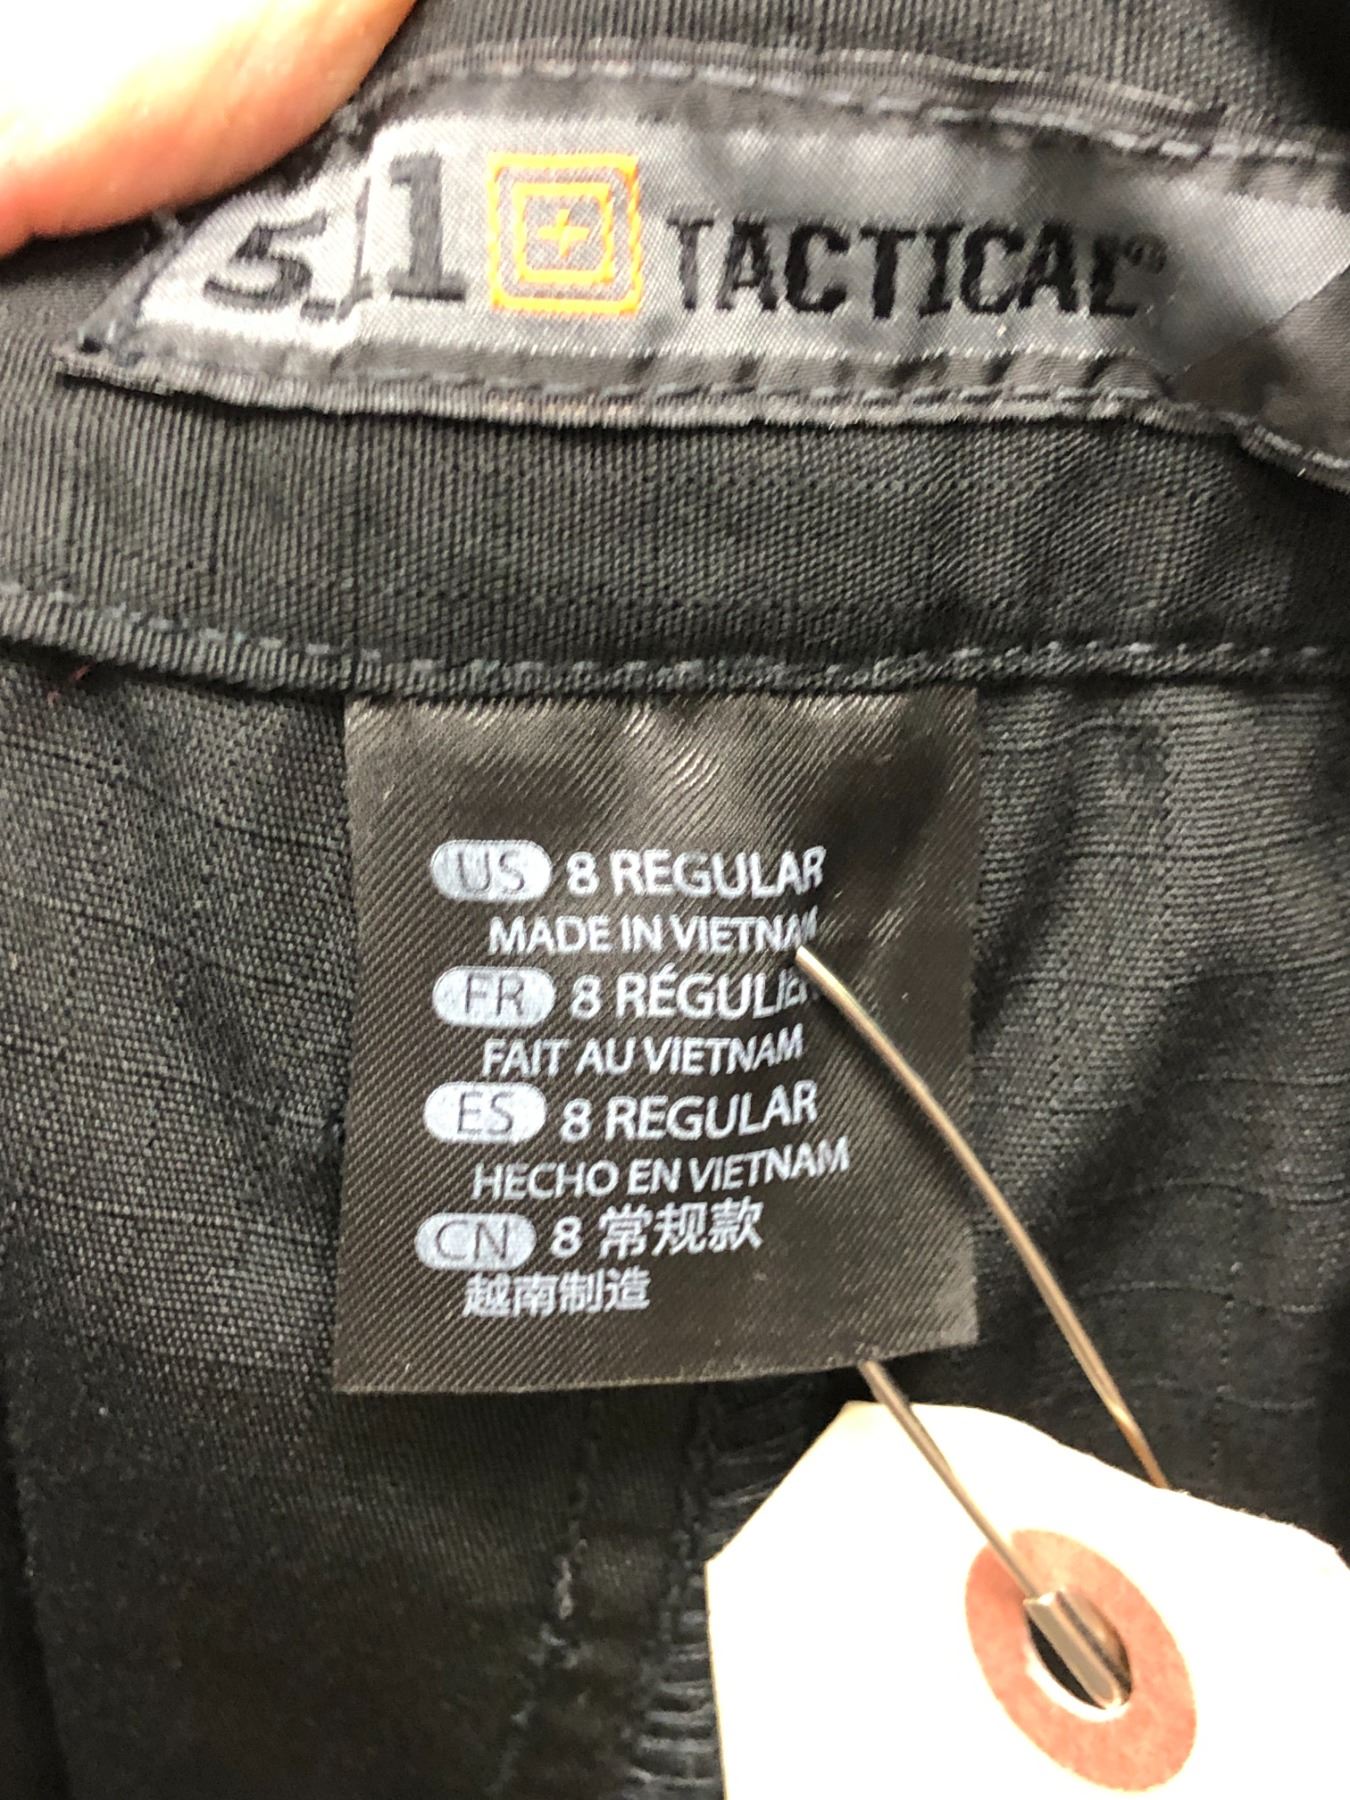 5.11 TACTICAL®
US 8 REGULAR
MADE IN VIETNAM
FR 8 RÉGULIER
FAIT AU VIETNAM
ES 8 REGULAR
HECHO EN VIETNAM
CN 8 常规款
越南制造